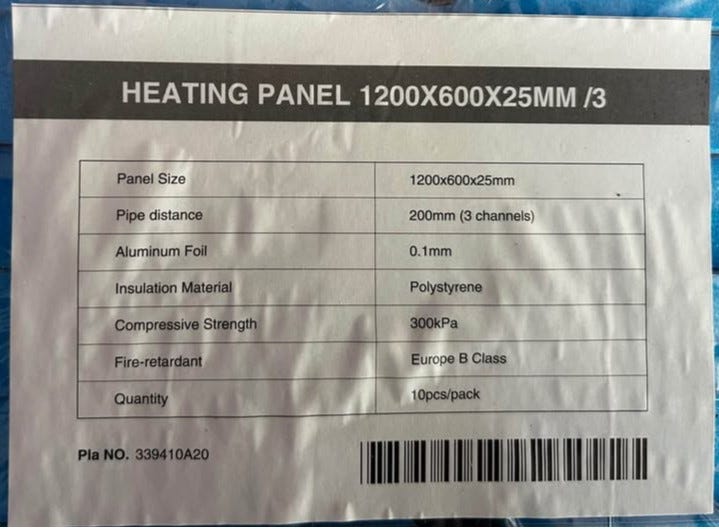 HEATING PANEL 1200X600X25MM /3
Panel Size 1200x600x25mm
Pipe distance 200mm (3 channels)
Aluminum Foil 0.1mm
Insulation Material Polystyrene
Compressive Strength 300kPa
Fire-retardant Europe B Class
Quantity 10pcs/pack
Pla NO. 339410A20